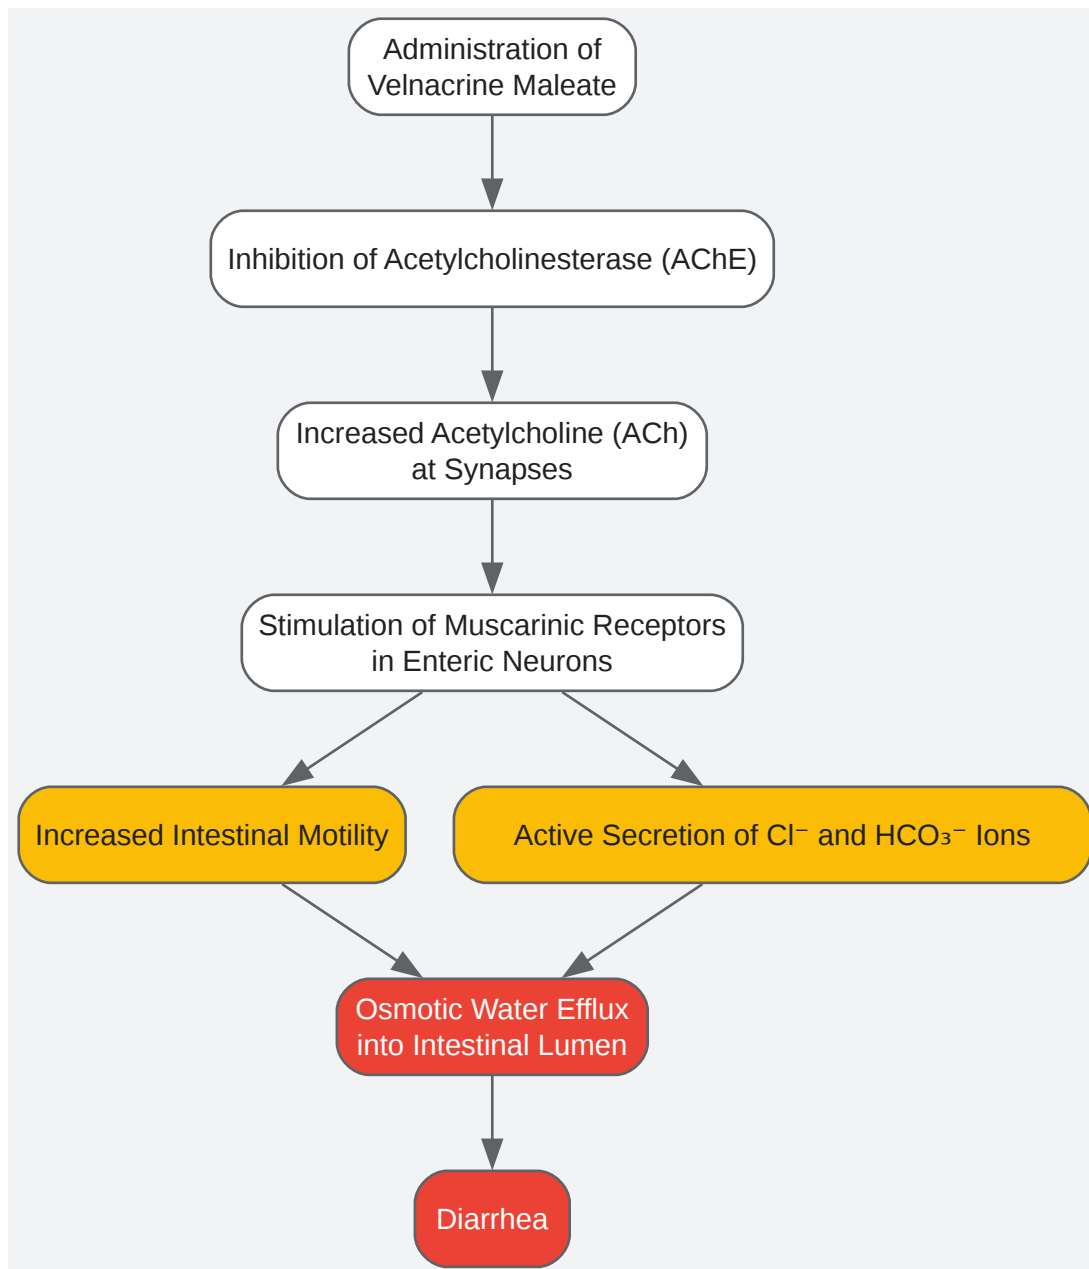 Administration of
Velnacrine Maleate
Inhibition of Acetylcholinesterase (AChE)
Increased Acetylcholine (ACh)
at Synapses
Stimulation of Muscarinic Receptors
in Enteric Neurons
Increased Intestinal Motility
Active Secretion of Cl⁻ and HCO₃⁻ Ions
Osmotic Water Efflux
into Intestinal Lumen
Diarrhea